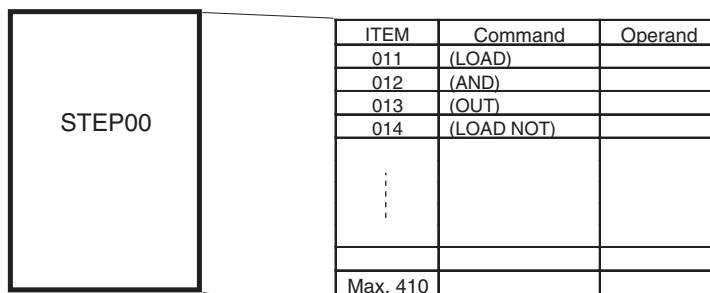 STEP00
ITEM Command Operand
011 (LOAD)
012 (AND)
013 (OUT)
014 (LOAD NOT)
Max. 410